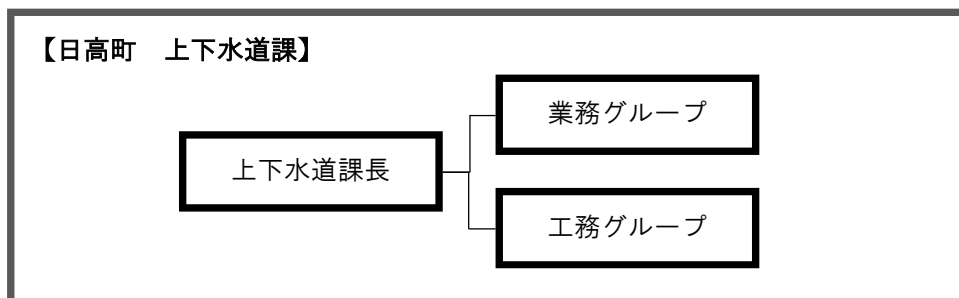 【日高町　上下水道課】
業務グループ
上下水道課長
工務グループ